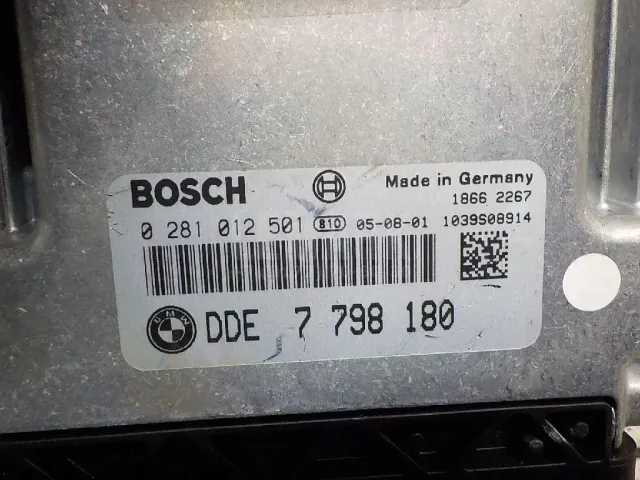 BOSCH
Made in Germany
1866 2267
0 281 012 501 810 05-08-01 1039S08914
BMW DDE 7 798 180